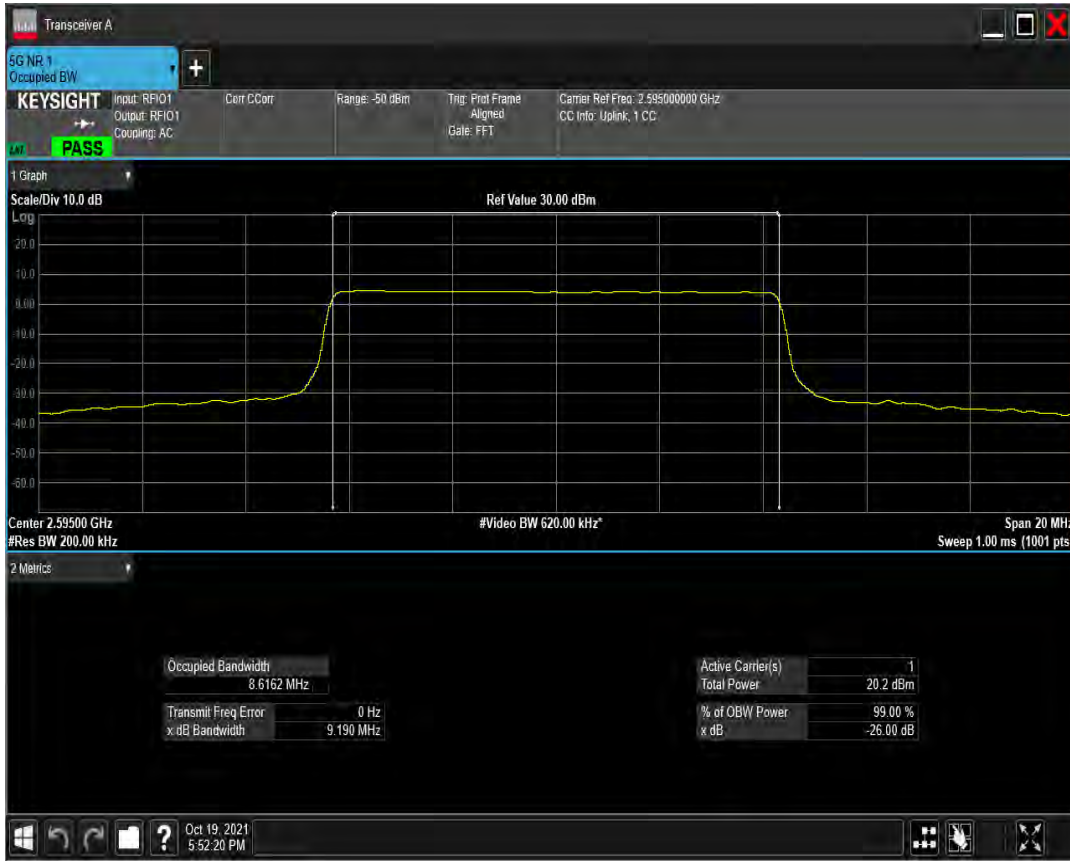 Transceiver A
5G NR 1
Occupied BW
+
KEYSIGHT
Input: RFIO1
Output: RFIO1
Coupling: AC
Corr CCorr
Range: -50 dBm
Trig: Prot Frame
Aligned
Gate: FFT
Carrier Ref Freq: 2.595000000 GHz
CC Info: Uplink, 1 CC
PASS
1 Graph
Scale/Div 10.0 dB
Ref Value 30.00 dBm
Log
20.0
10.0
0.00
-10.0
-20.0
-30.0
-40.0
-50.0
-60.0
Center 2.59500 GHz
#Video BW 620.00 kHz*
Span 20 MHz
#Res BW 200.00 kHz
Sweep 1.00 ms (1001 pts
2 Metrics
Occupied Bandwidth
8.6162 MHz
Transmit Freq Error 0 Hz
x dB Bandwidth 9.190 MHz
Active Carrier(s) 1
Total Power 20.2 dBm
% of OBW Power 99.00 %
x dB -26.00 dB
?
Oct 19, 2021
5:52:20 PM